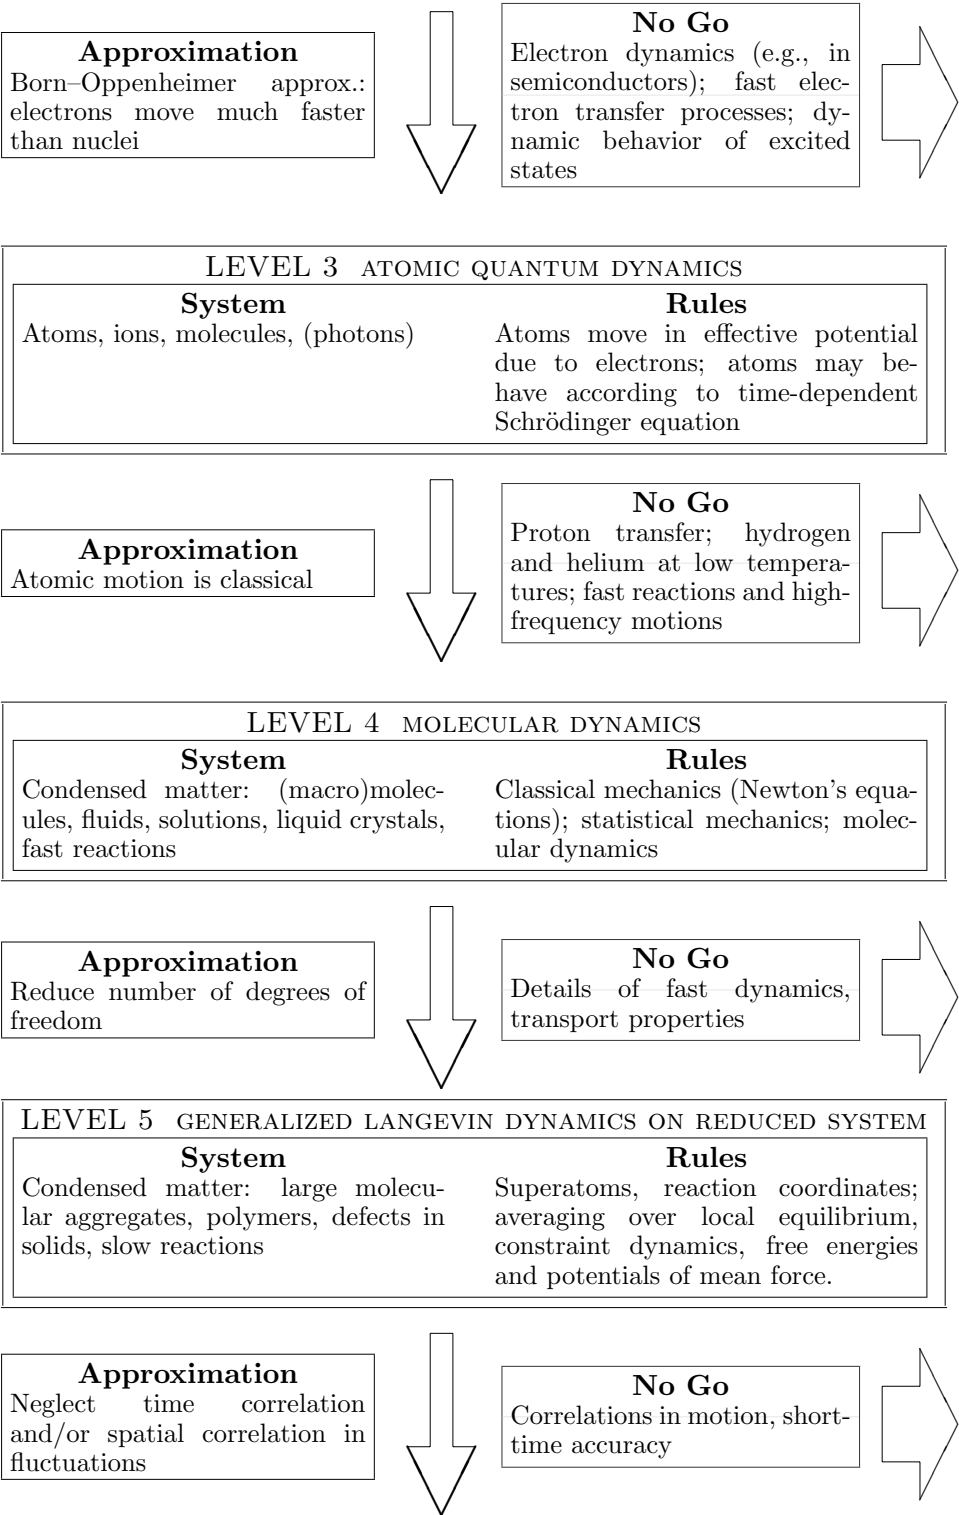 Approximation
Born–Oppenheimer approx.:
electrons move much faster
than nuclei
No Go
Electron dynamics (e.g., in
semiconductors); fast elec-
tron transfer processes; dy-
namic behavior of excited
states
LEVEL 3 ATOMIC QUANTUM DYNAMICS
System
Atoms, ions, molecules, (photons)
Rules
Atoms move in effective potential
due to electrons; atoms may be-
have according to time-dependent
Schrödinger equation
Approximation
Atomic motion is classical
No Go
Proton transfer; hydrogen
and helium at low tempera-
tures; fast reactions and high-
frequency motions
LEVEL 4 MOLECULAR DYNAMICS
System
Condensed matter: (macro)molec-
ules, fluids, solutions, liquid crystals,
fast reactions
Rules
Classical mechanics (Newton's equa-
tions); statistical mechanics; molec-
ular dynamics
Approximation
Reduce number of degrees of
freedom
No Go
Details of fast dynamics,
transport properties
LEVEL 5 GENERALIZED LANGEVIN DYNAMICS ON REDUCED SYSTEM
System
Condensed matter: large molecu-
lar aggregates, polymers, defects in
solids, slow reactions
Rules
Superatoms, reaction coordinates;
averaging over local equilibrium,
constraint dynamics, free energies
and potentials of mean force.
Approximation
Neglect time correlation
and/or spatial correlation in
fluctuations
No Go
Correlations in motion, short-
time accuracy